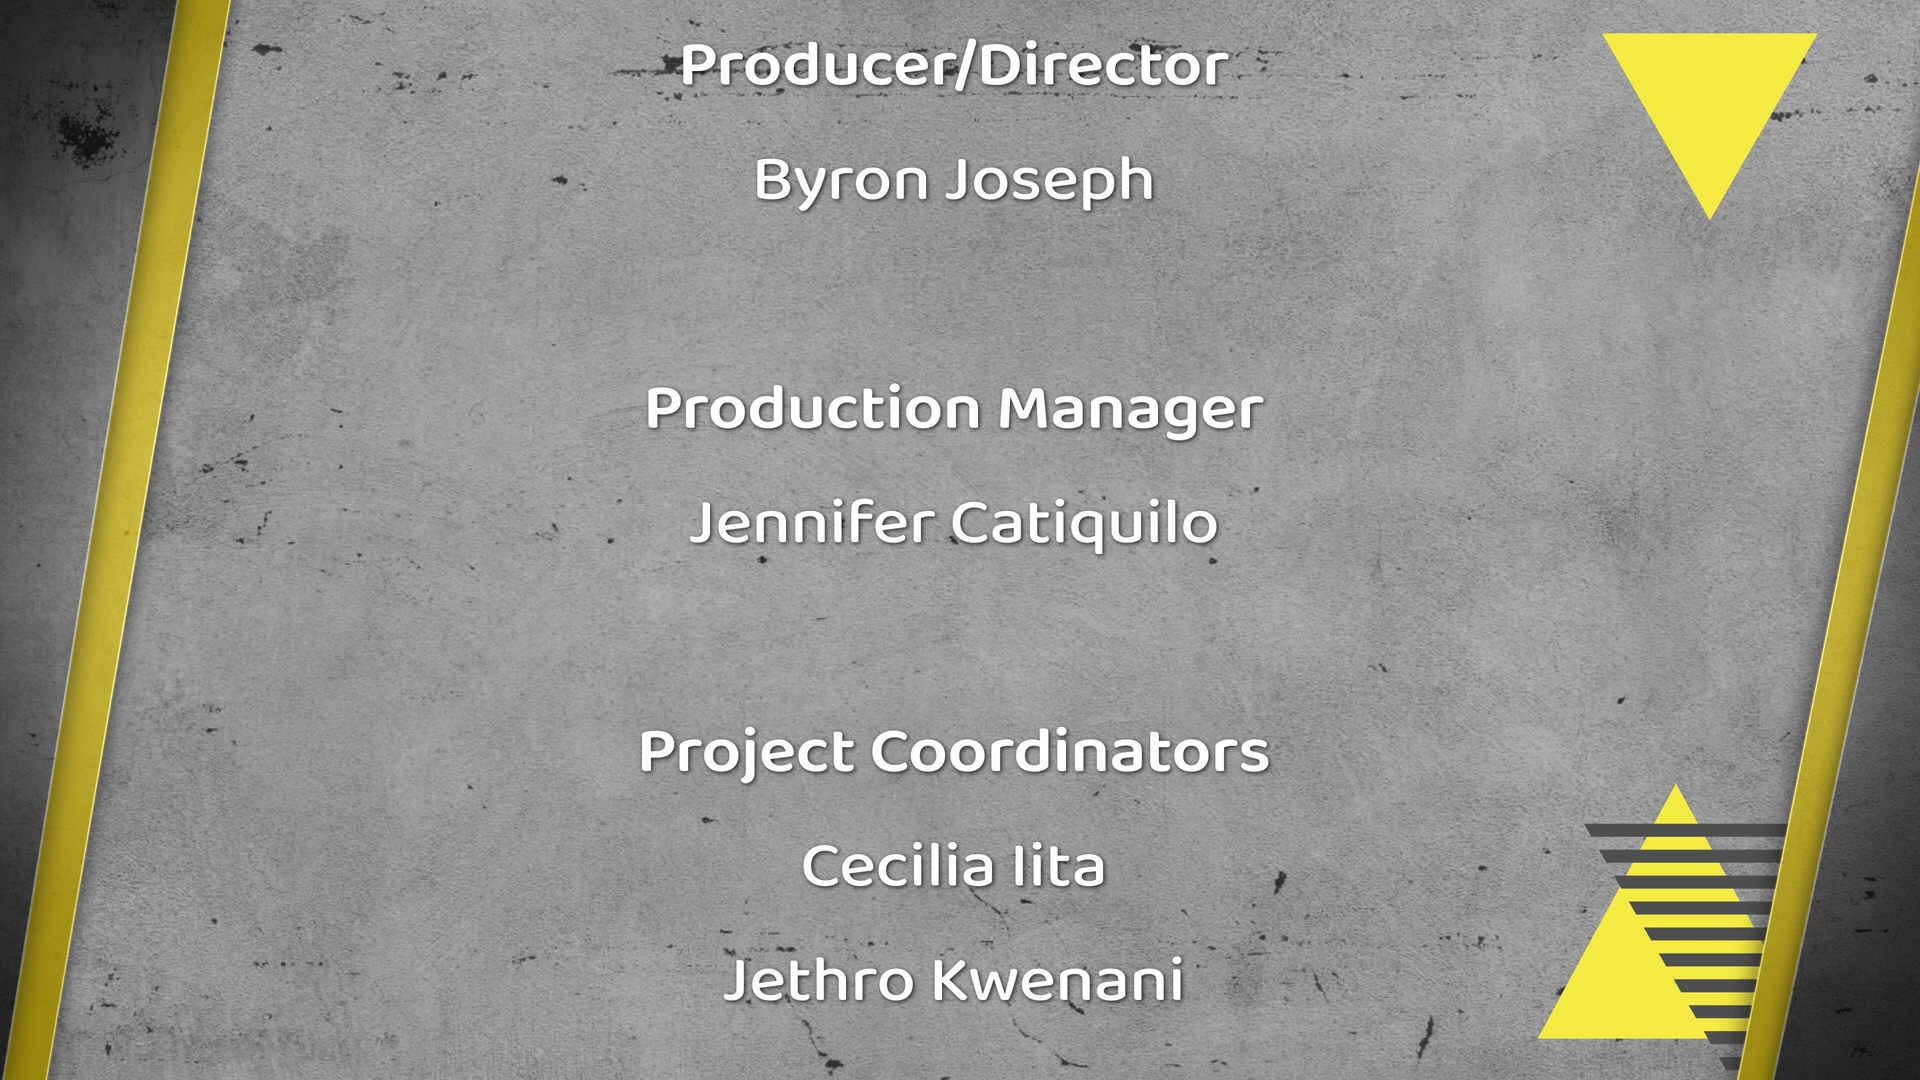 Producer/Director
Byron Joseph
Production Manager
Jennifer Catiquilo
Project Coordinators
Cecilia Iita
Jethro Kwenani